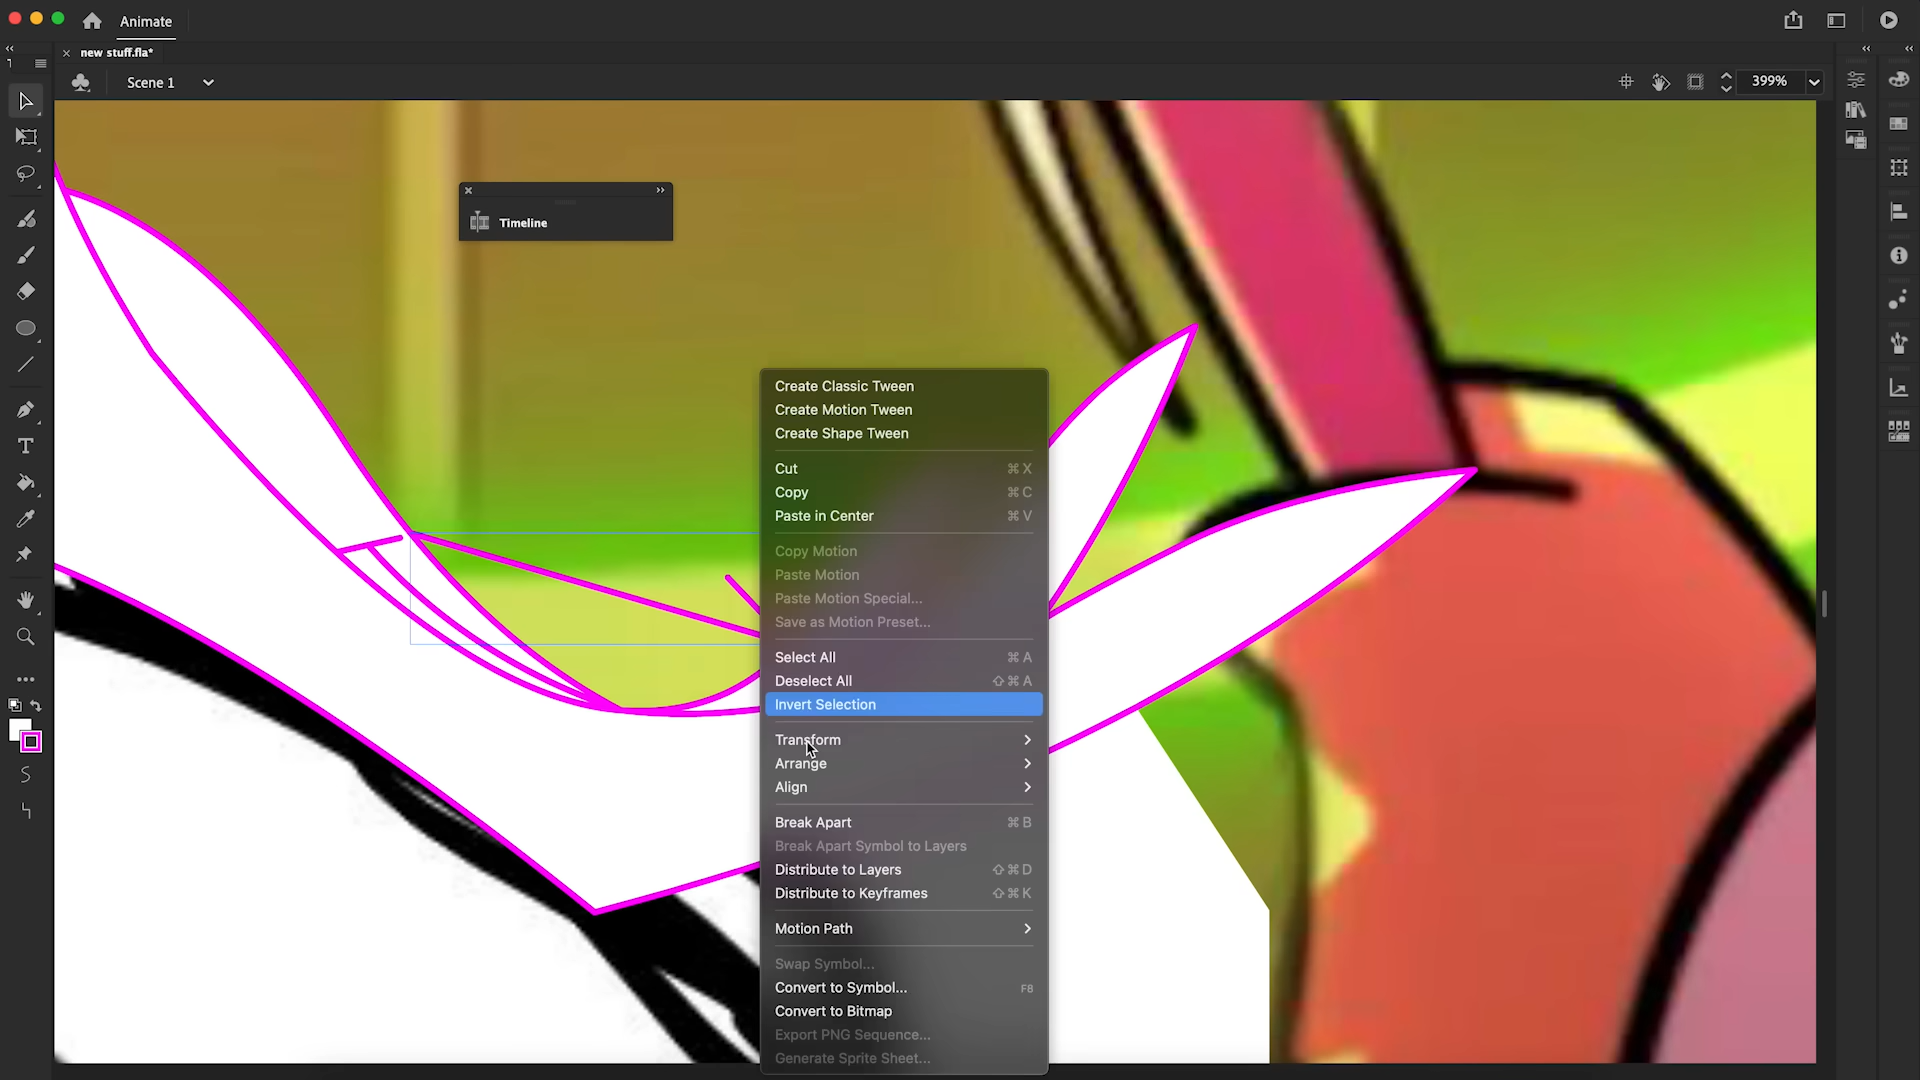 Animate
new stuff.fla*
Scene 1
399%
Timeline
Create Classic Tween
Create Motion Tween
Create Shape Tween
Cut ⌘ X
Copy ⌘ C
Paste in Center ⌘ V
Copy Motion
Paste Motion
Paste Motion Special...
Save as Motion Preset...
Select All ⌘ A
Deselect All ⇧ ⌘ A
Invert Selection
Transform
Arrange
Align
Break Apart ⌘ B
Break Apart Symbol to Layers
Distribute to Layers ⇧ ⌘ D
Distribute to Keyframes ⇧ ⌘ K
Motion Path
Swap Symbol...
Convert to Symbol... F8
Convert to Bitmap
Export PNG Sequence...
Generate Sprite Sheet...